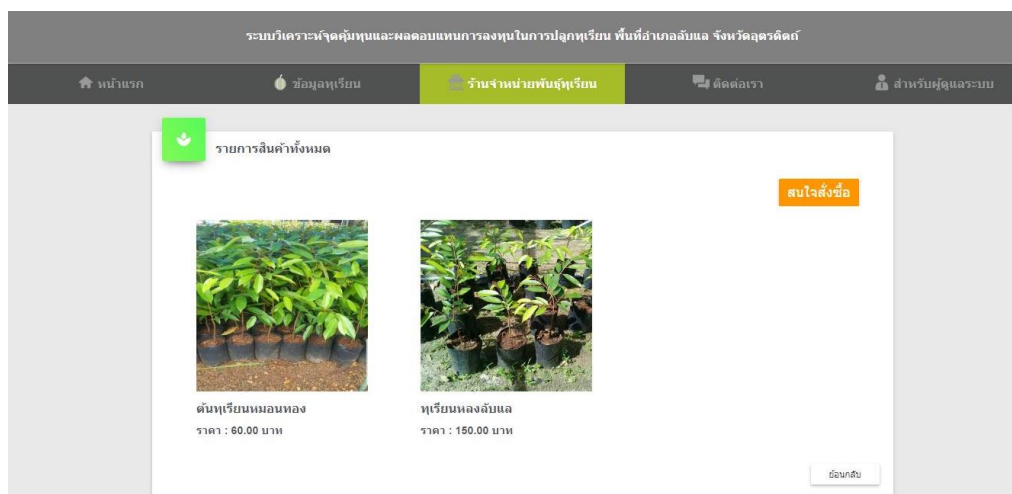 ระบบวิเคราะห์จุดคุ้มทุนและผลตอบแทนการลงทุนในการปลูกทุเรียน พื้นที่อำเภอลับแล จังหวัดอุตรดิตถ์
หน้าแรก ข้อมูลทุเรียน ร้านจำหน่ายพันธุ์ทุเรียน ติดต่อเรา สำหรับผู้ดูแลระบบ
รายการสินค้าทั้งหมด
สนใจสั่งซื้อ
ต้นทุเรียนหมอนทอง ทุเรียนหลงลับแล
ราคา : 60.00 บาท ราคา : 150.00 บาท
ย้อนกลับ